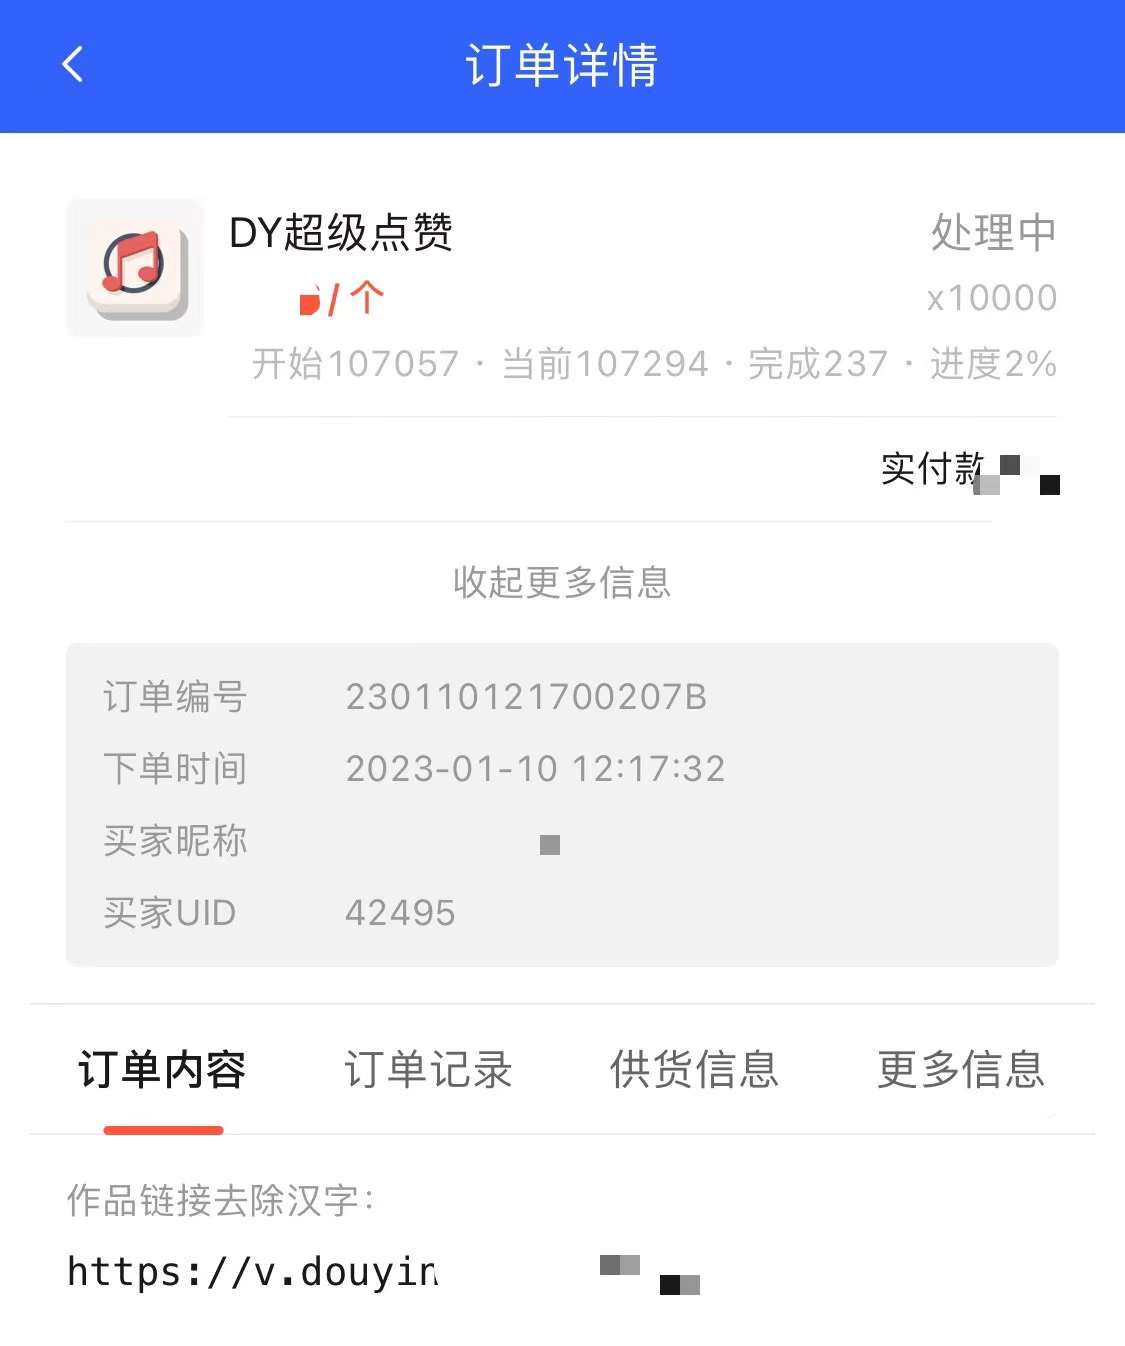 订单详情
DY超级点赞
处理中
/个
x10000
开始107057 · 当前107294 · 完成237 · 进度2%
实付款
收起更多信息
订单编号 230110121700207B
下单时间 2023-01-10 12:17:32
买家昵称
买家UID 42495
订单内容 订单记录 供货信息 更多信息
作品链接去除汉字:
https://v.douyin